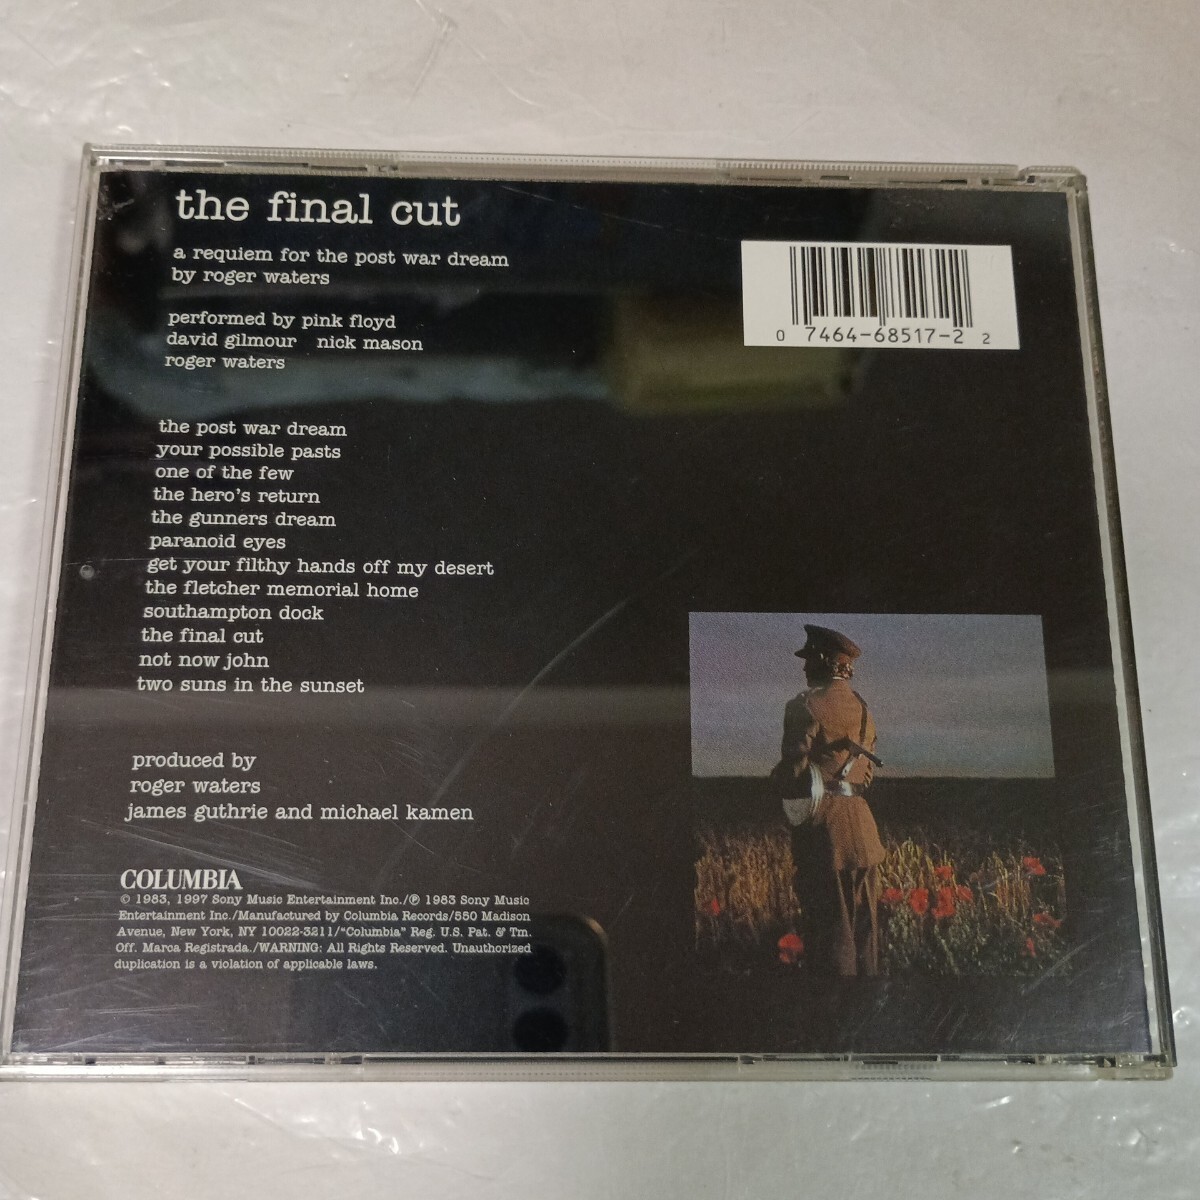 the final cut
a requiem for the post war dream
by roger waters
performed by pink floyd
david gilmour nick mason
roger waters
0 7464-68517-2 2
the post war dream
your possible pasts
one of the few
the hero's return
the gunners dream
paranoid eyes
get your filthy hands off my desert
the fletcher memorial home
southampton dock
the final cut
not now john
two suns in the sunset
produced by
roger waters
james guthrie and michael kamen
COLUMBIA
© 1983, 1997 Sony Music Entertainment Inc./℗ 1983 Sony Music
Entertainment Inc./Manufactured by Columbia Records/550 Madison
Avenue, New York, NY 10022-3211/"Columbia" Reg. U.S. Pat. & Tm.
Off. Marca Registrada./WARNING: All Rights Reserved. Unauthorized
duplication is a violation of applicable laws.